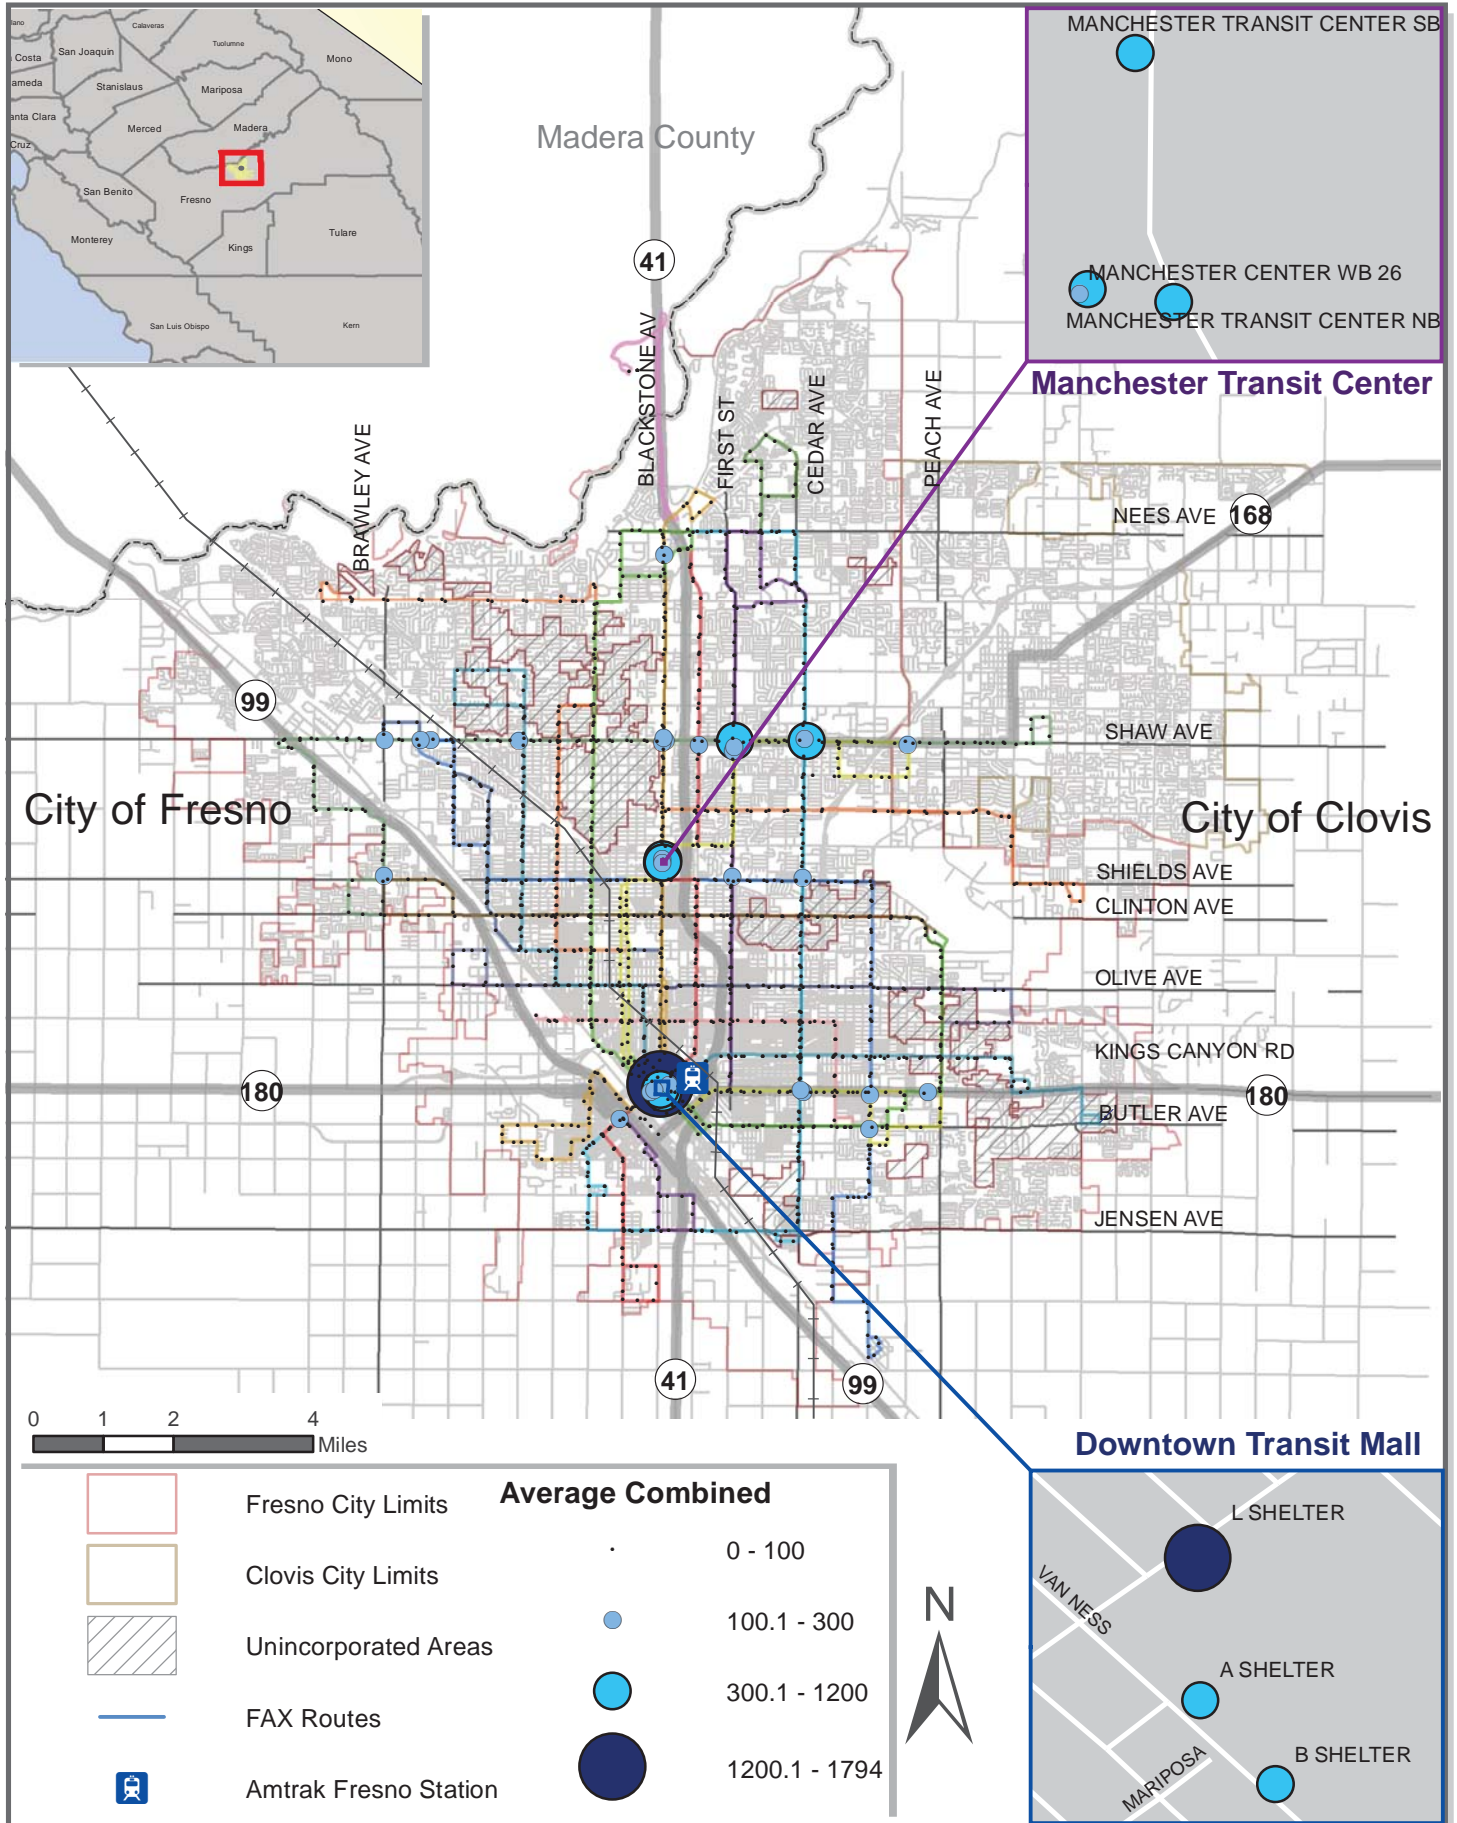 Calaveras
Tuolumne
Mono
San Joaquin
Costa
ameda
Stanislaus
Mariposa
anta Clara
Merced
Madera
Cruz
San Benito
Fresno
Monterey
Kings
Tulare
San Luis Obispo
Kern
Madera County
41
MANCHESTER TRANSIT CENTER SB
MANCHESTER CENTER WB 26
MANCHESTER TRANSIT CENTER NB
Manchester Transit Center
BRAWLEY AVE
BLACKSTONE AV
FIRST ST
CEDAR AVE
PEACH AVE
NEES AVE
168
99
SHAW AVE
City of Fresno
City of Clovis
SHIELDS AVE
CLINTON AVE
OLIVE AVE
KINGS CANYON RD
180
180
BUTLER AVE
JENSEN AVE
41
99
0 1 2 4
Miles
Downtown Transit Mall
L SHELTER
VAN NESS
A SHELTER
B SHELTER
MARIPOSA
Fresno City Limits
Clovis City Limits
Unincorporated Areas
FAX Routes
Amtrak Fresno Station
Average Combined
0 - 100
100.1 - 300
300.1 - 1200
1200.1 - 1794
N